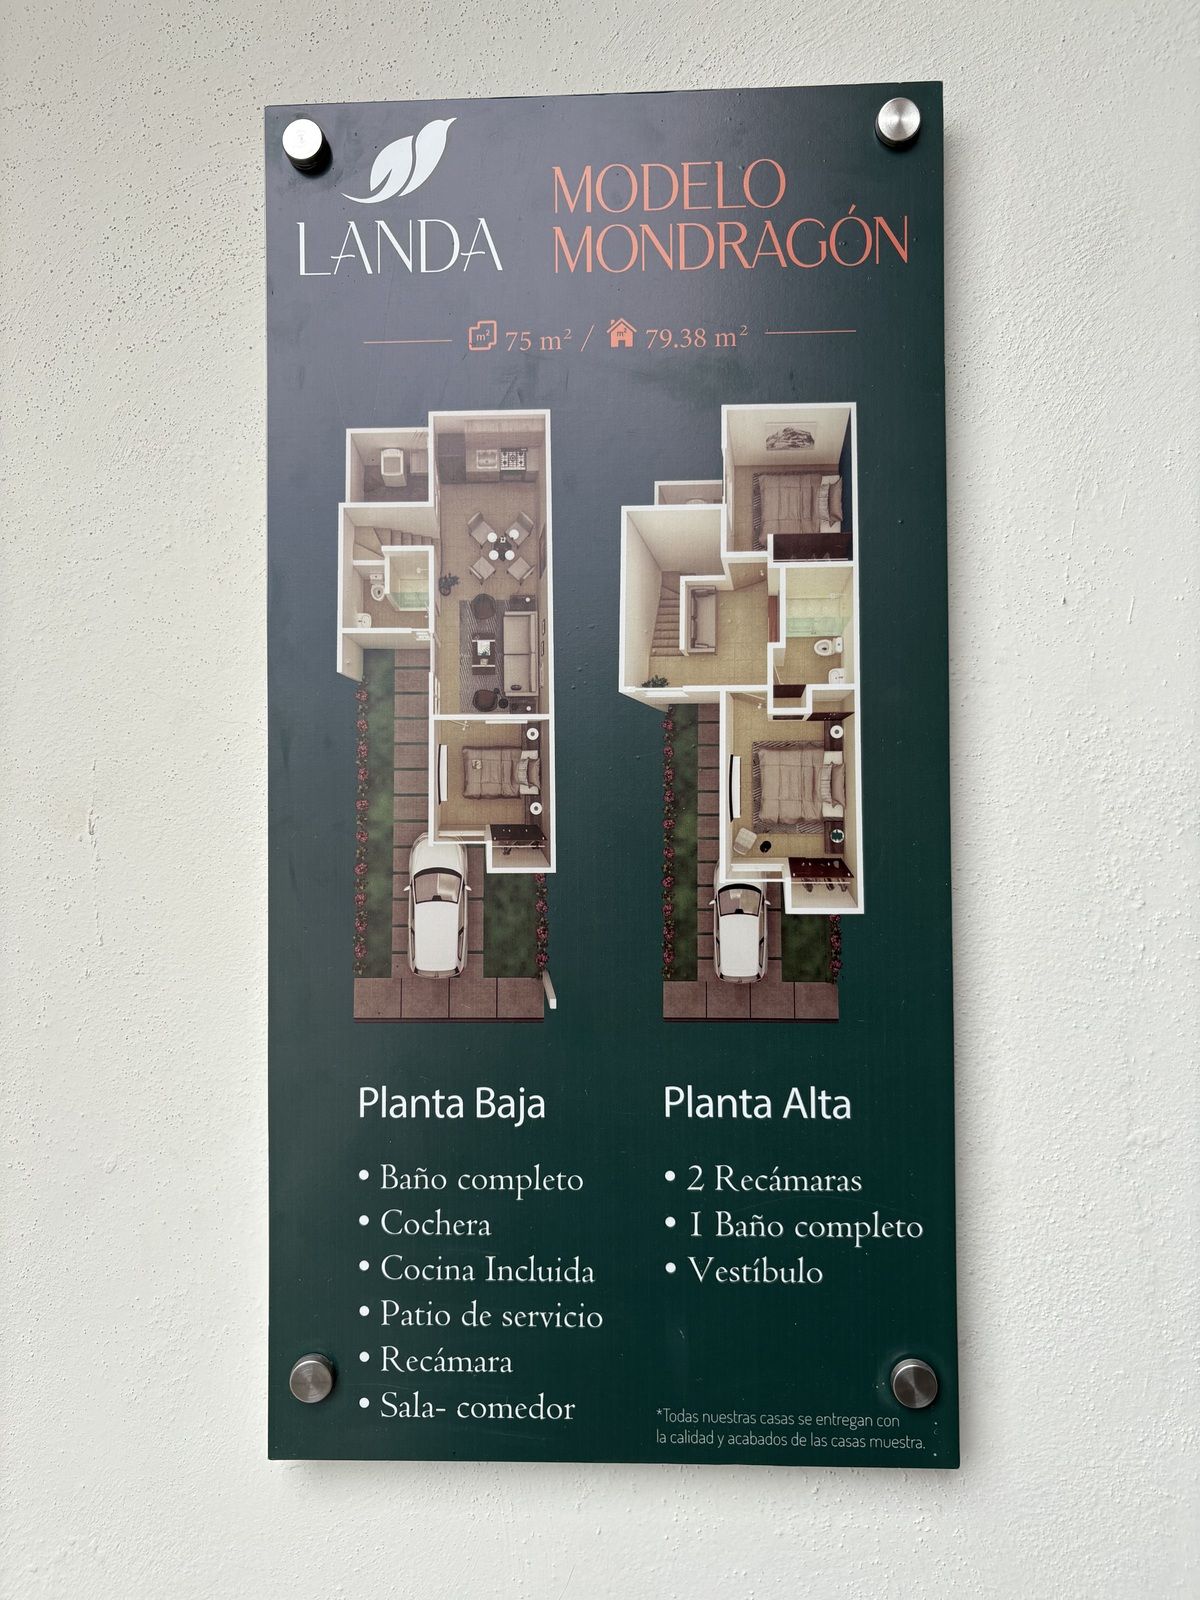 LANDA
MODELO
MONDRAGÓN
m² 75 m² / m² 79.38 m²
Planta Baja
• Baño completo
• Cochera
• Cocina Incluida
• Patio de servicio
• Recámara
• Sala- comedor
Planta Alta
• 2 Recámaras
• 1 Baño completo
• Vestíbulo
*Todas nuestras casas se entregan con
la calidad y acabados de las casas muestra.